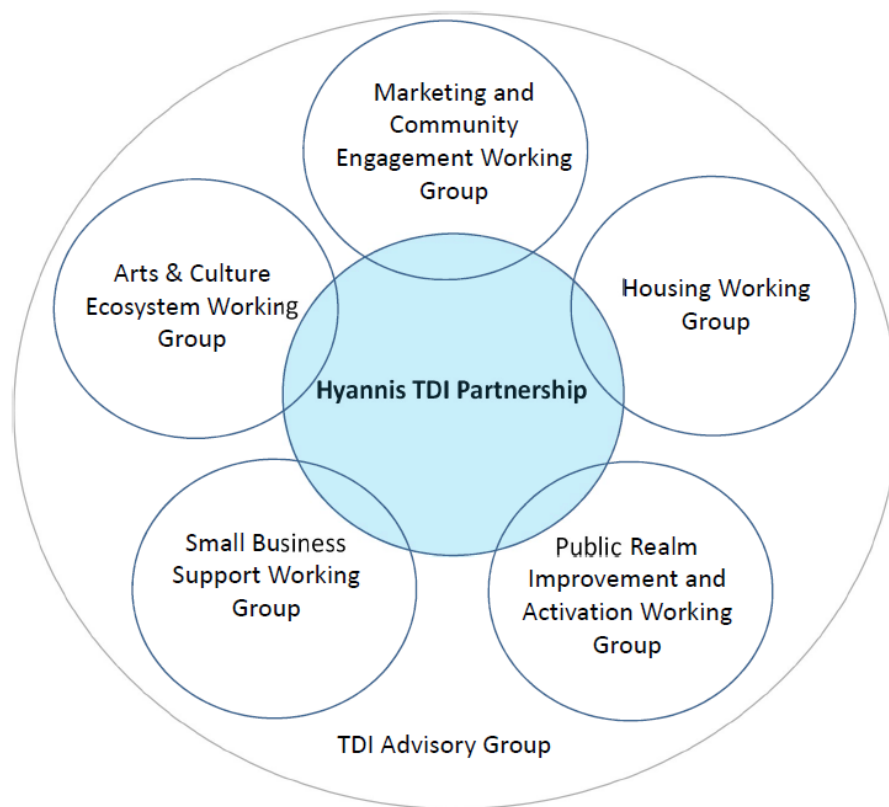 Marketing and
Community
Engagement Working
Group
Arts & Culture
Ecosystem Working
Group
Housing Working
Group
Hyannis TDI Partnership
Small Business
Support Working
Group
Public Realm
Improvement and
Activation Working
Group
TDI Advisory Group